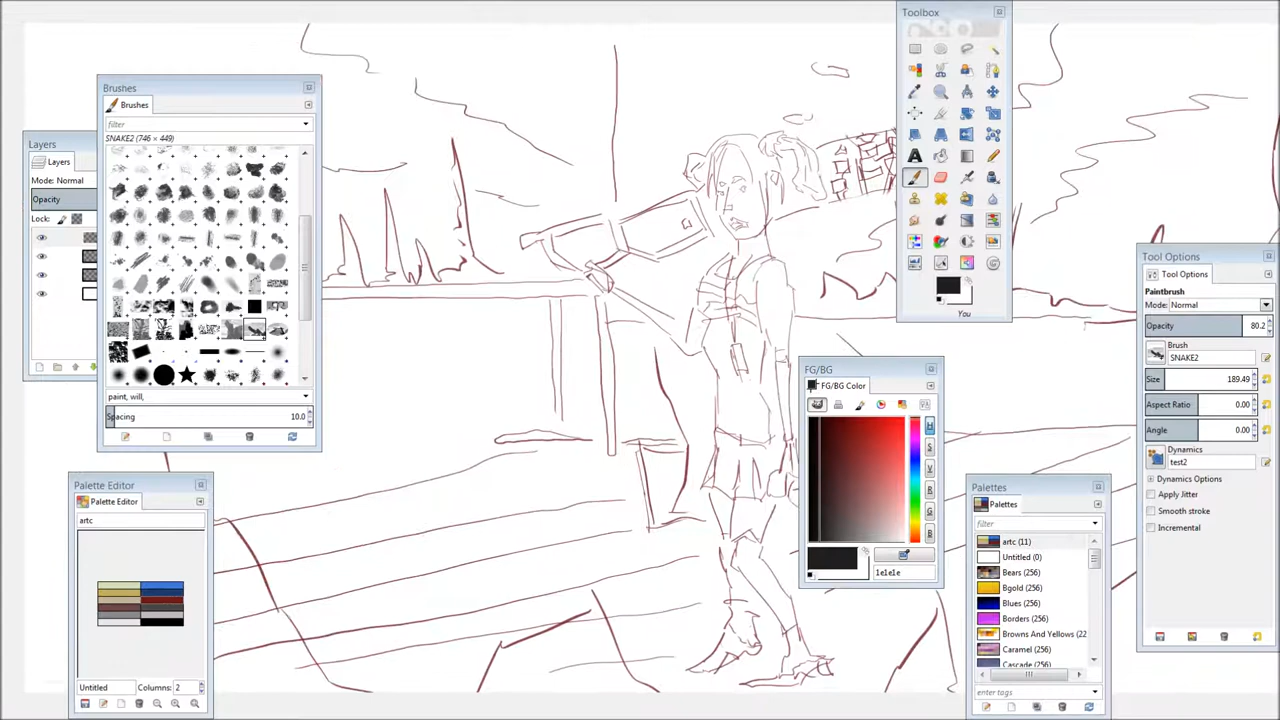 Toolbox
You
Brushes
Brushes
filter
SNAKE2 (746 × 449)
paint, will,
Spacing
10.0
Layers
Layers
Mode: Normal
Opacity
Lock:
Palette Editor
Palette Editor
artc
Untitled
Columns: 2
FG/BG
FG/BG Color
H
S
V
R
G
B
1e1e1e
Palettes
Palettes
filter
artc (11)
Untitled (0)
Bears (256)
Bgold (256)
Blues (256)
Borders (256)
Browns And Yellows (22
Caramel (256)
Cascade (256)
enter tags
Tool Options
Tool Options
Paintbrush
Mode: Normal
Opacity 80.2
Brush
SNAKE2
Size 189.49
Aspect Ratio 0.00
Angle 0.00
Dynamics
test2
Dynamics Options
Apply Jitter
Smooth stroke
Incremental